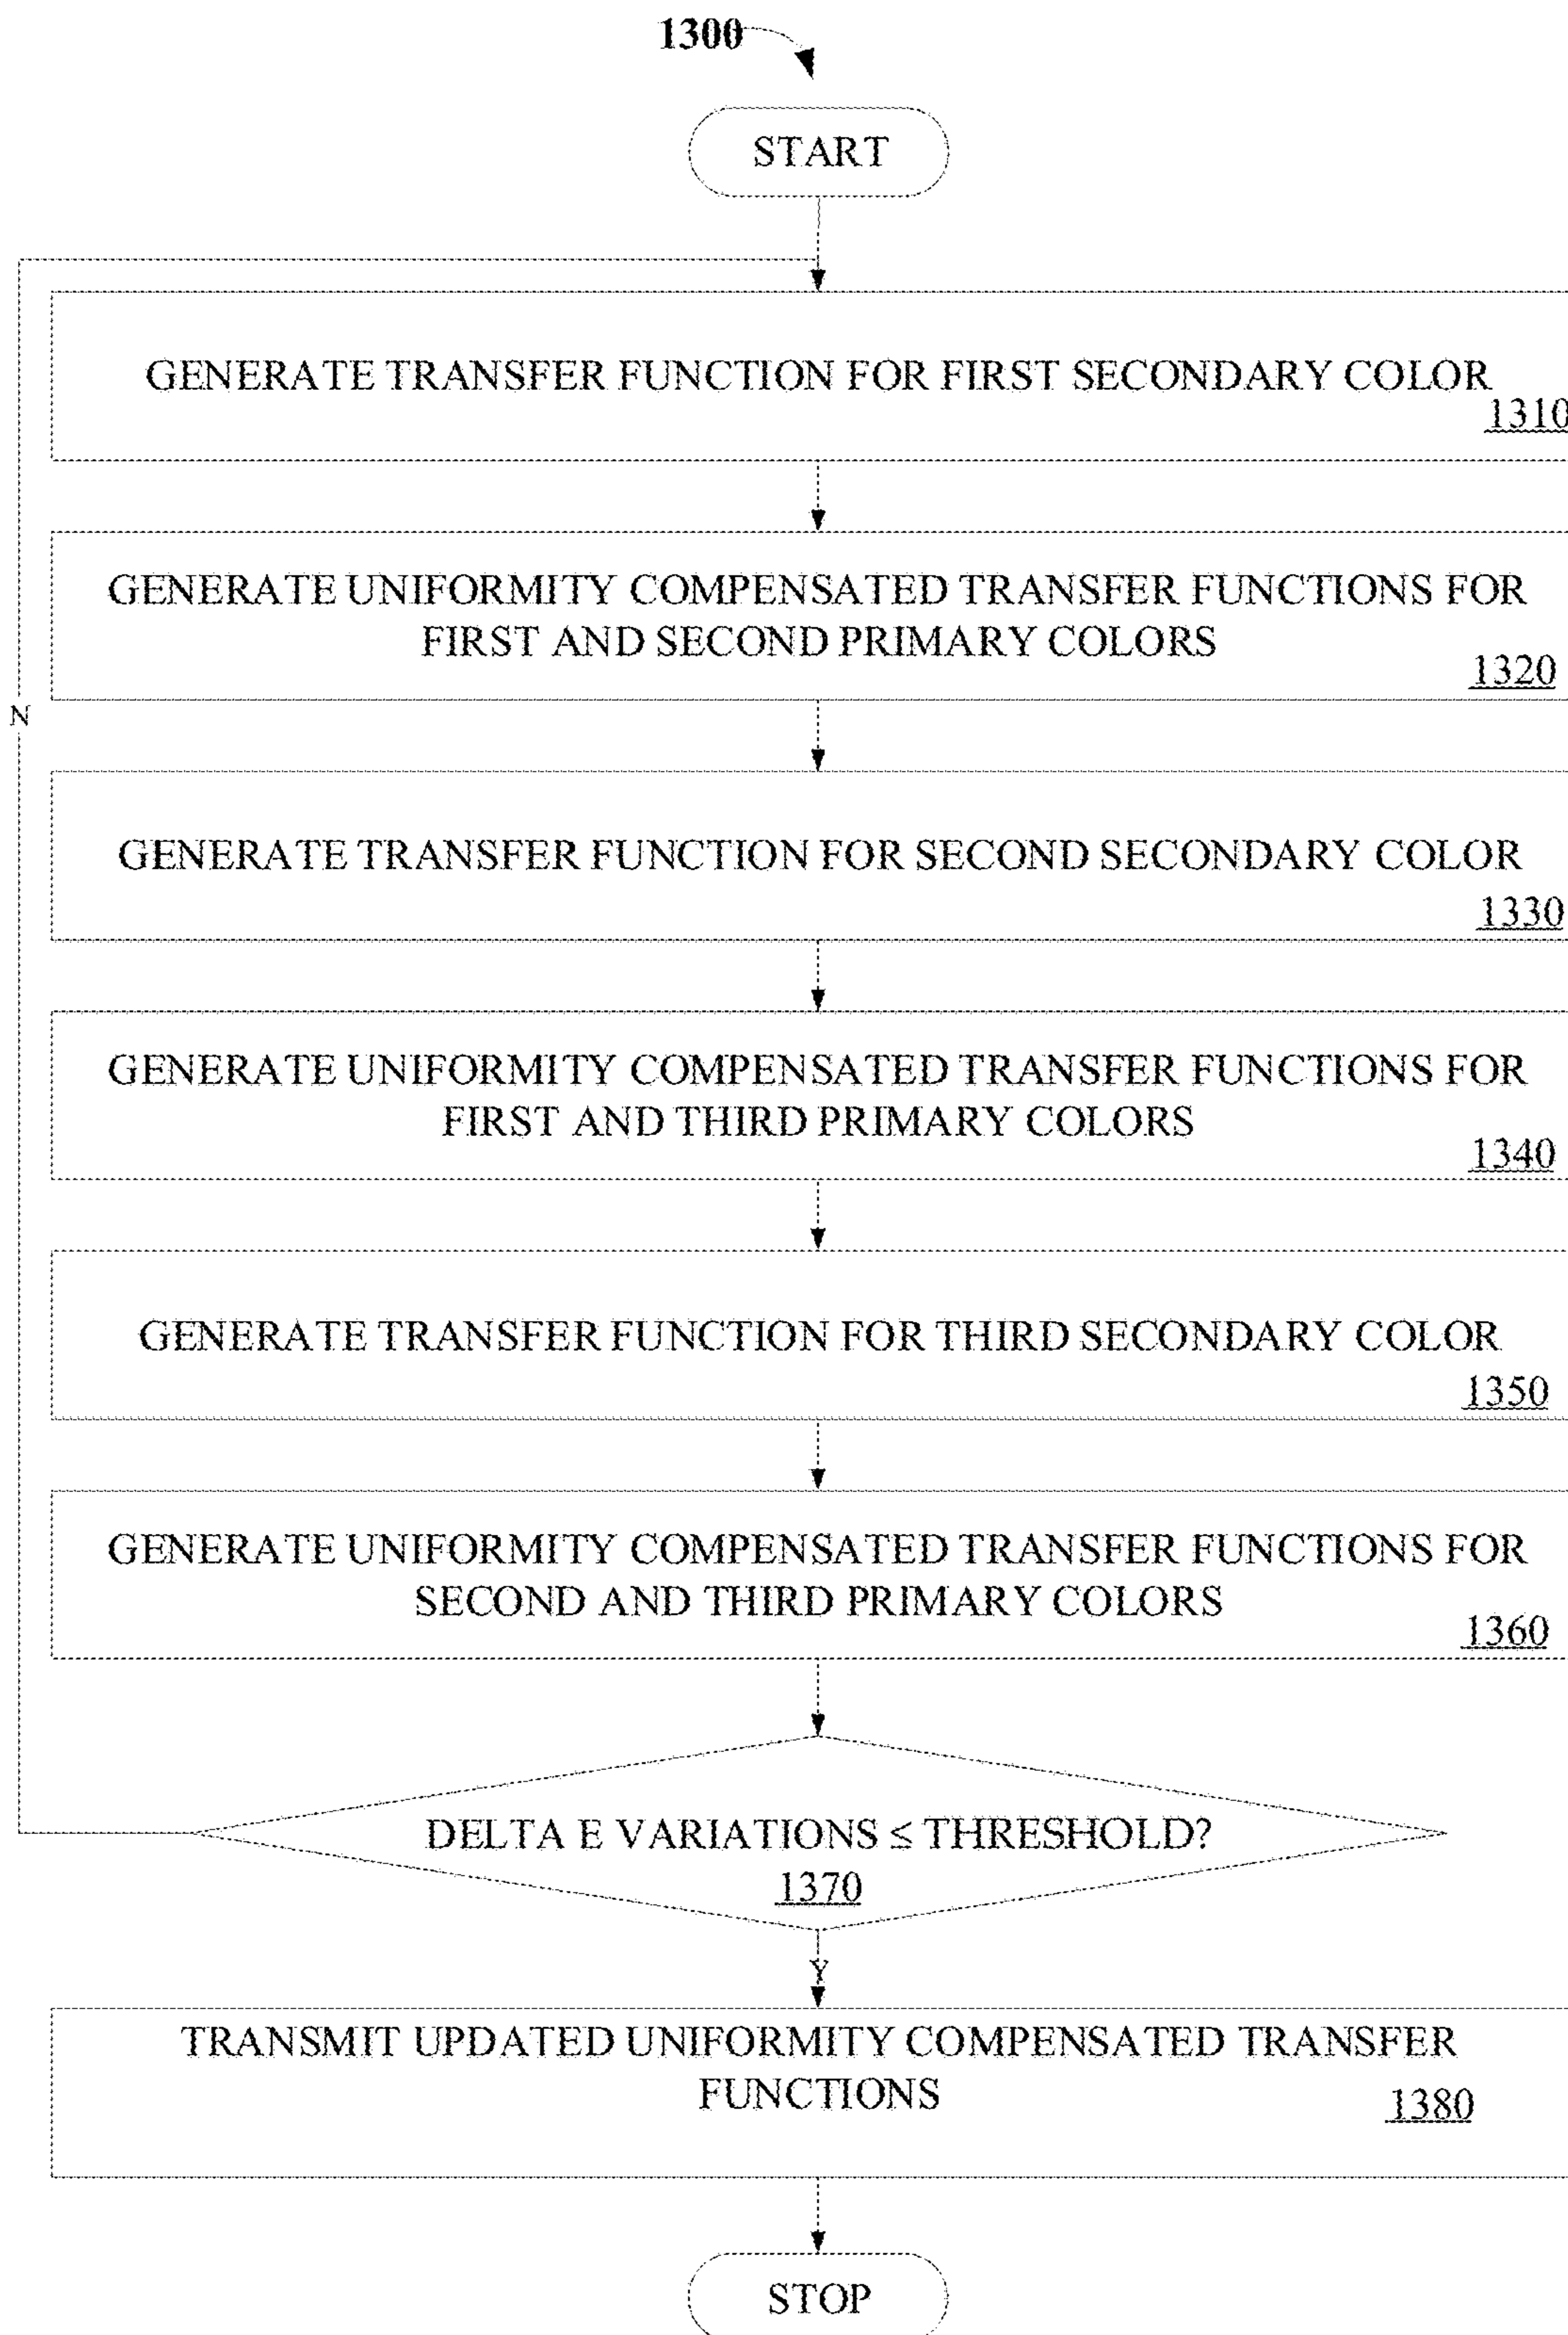 1300
START
GENERATE TRANSFER FUNCTION FOR FIRST SECONDARY COLOR
1310
GENERATE UNIFORMITY COMPENSATED TRANSFER FUNCTIONS FOR
FIRST AND SECOND PRIMARY COLORS
1320
N
GENERATE TRANSFER FUNCTION FOR SECOND SECONDARY COLOR
1330
GENERATE UNIFORMITY COMPENSATED TRANSFER FUNCTIONS FOR
FIRST AND THIRD PRIMARY COLORS
1340
GENERATE TRANSFER FUNCTION FOR THIRD SECONDARY COLOR
1350
GENERATE UNIFORMITY COMPENSATED TRANSFER FUNCTIONS FOR
SECOND AND THIRD PRIMARY COLORS
1360
DELTA E VARIATIONS ≤ THRESHOLD?
1370
Y
TRANSMIT UPDATED UNIFORMITY COMPENSATED TRANSFER
FUNCTIONS
1380
STOP